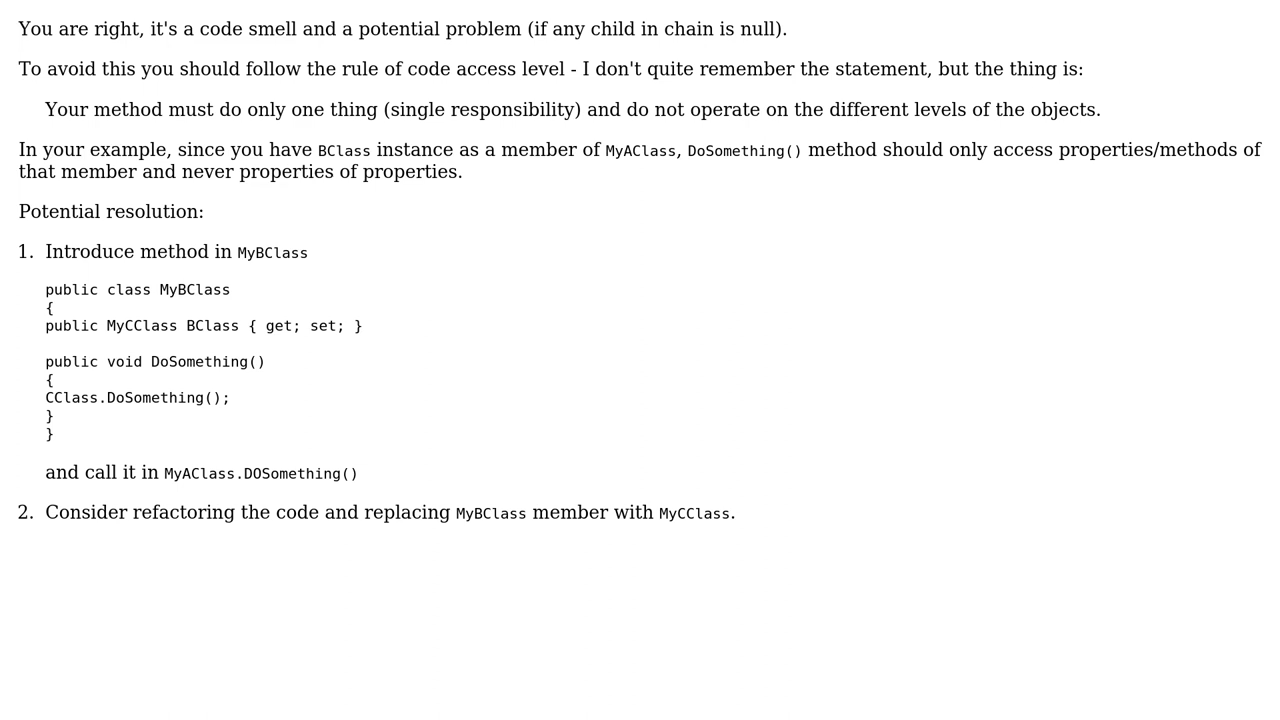 You are right, it's a code smell and a potential problem (if any child in chain is null).
To avoid this you should follow the rule of code access level - I don't quite remember the statement, but the thing is:
Your method must do only one thing (single responsibility) and do not operate on the different levels of the objects.
In your example, since you have BClass instance as a member of MyAClass, DoSomething() method should only access properties/methods of
that member and never properties of properties.
Potential resolution:
1. Introduce method in MyBClass
public class MyBClass
{
public MyCClass BClass { get; set; }
public void DoSomething()
{
CClass.DoSomething();
}
}
and call it in MyAClass.DOSomething()
2. Consider refactoring the code and replacing MyBClass member with MyCClass.